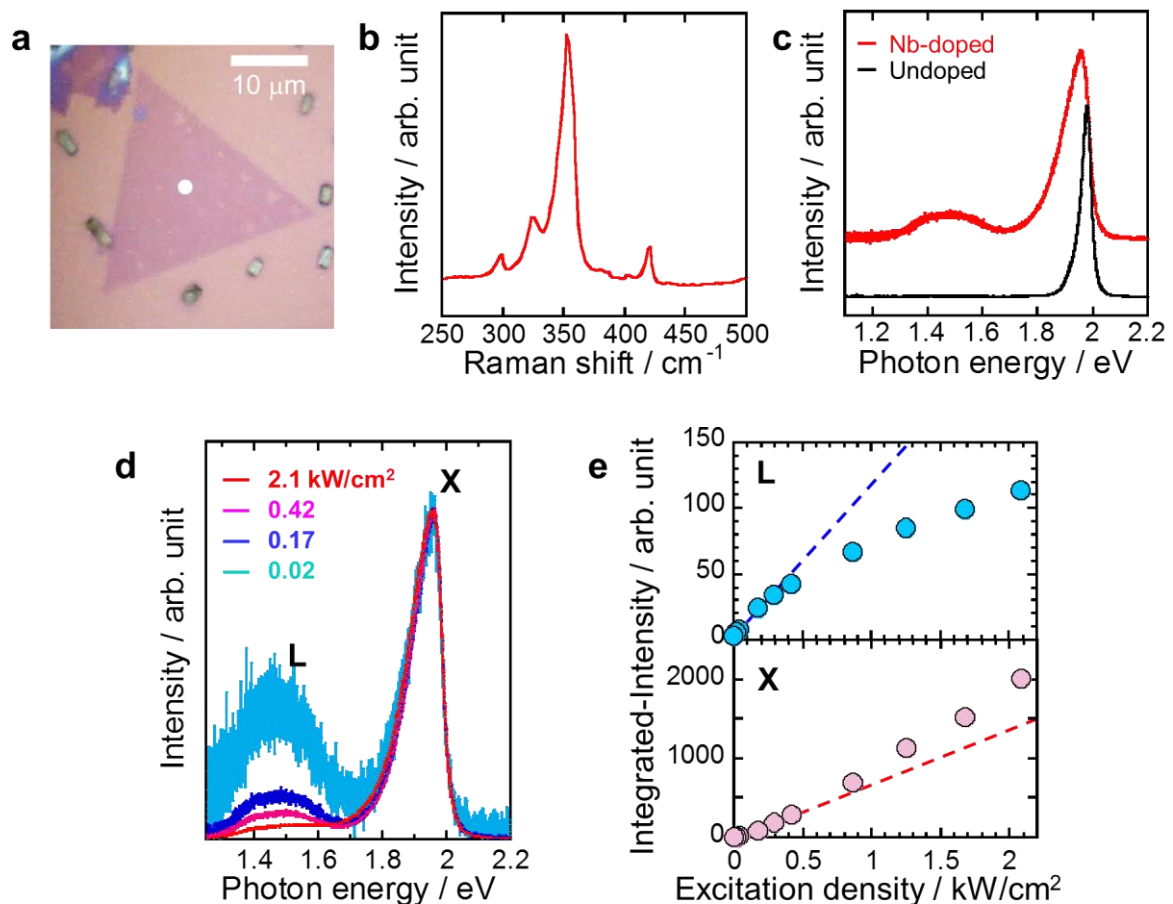 a
10 μm
b
Intensity / arb. unit
250 300 350 400 450 500
Raman shift / cm⁻¹
c
Nb-doped
Undoped
Intensity / arb. unit
1.2 1.4 1.6 1.8 2 2.2
Photon energy / eV
d
2.1 kW/cm²
0.42
0.17
0.02
X
L
Intensity / arb. unit
1.4 1.6 1.8 2 2.2
Photon energy / eV
e
Integrated-Intensity / arb. unit
L
150
100
50
0
X
2000
1000
0
0 0.5 1 1.5 2
Excitation density / kW/cm²